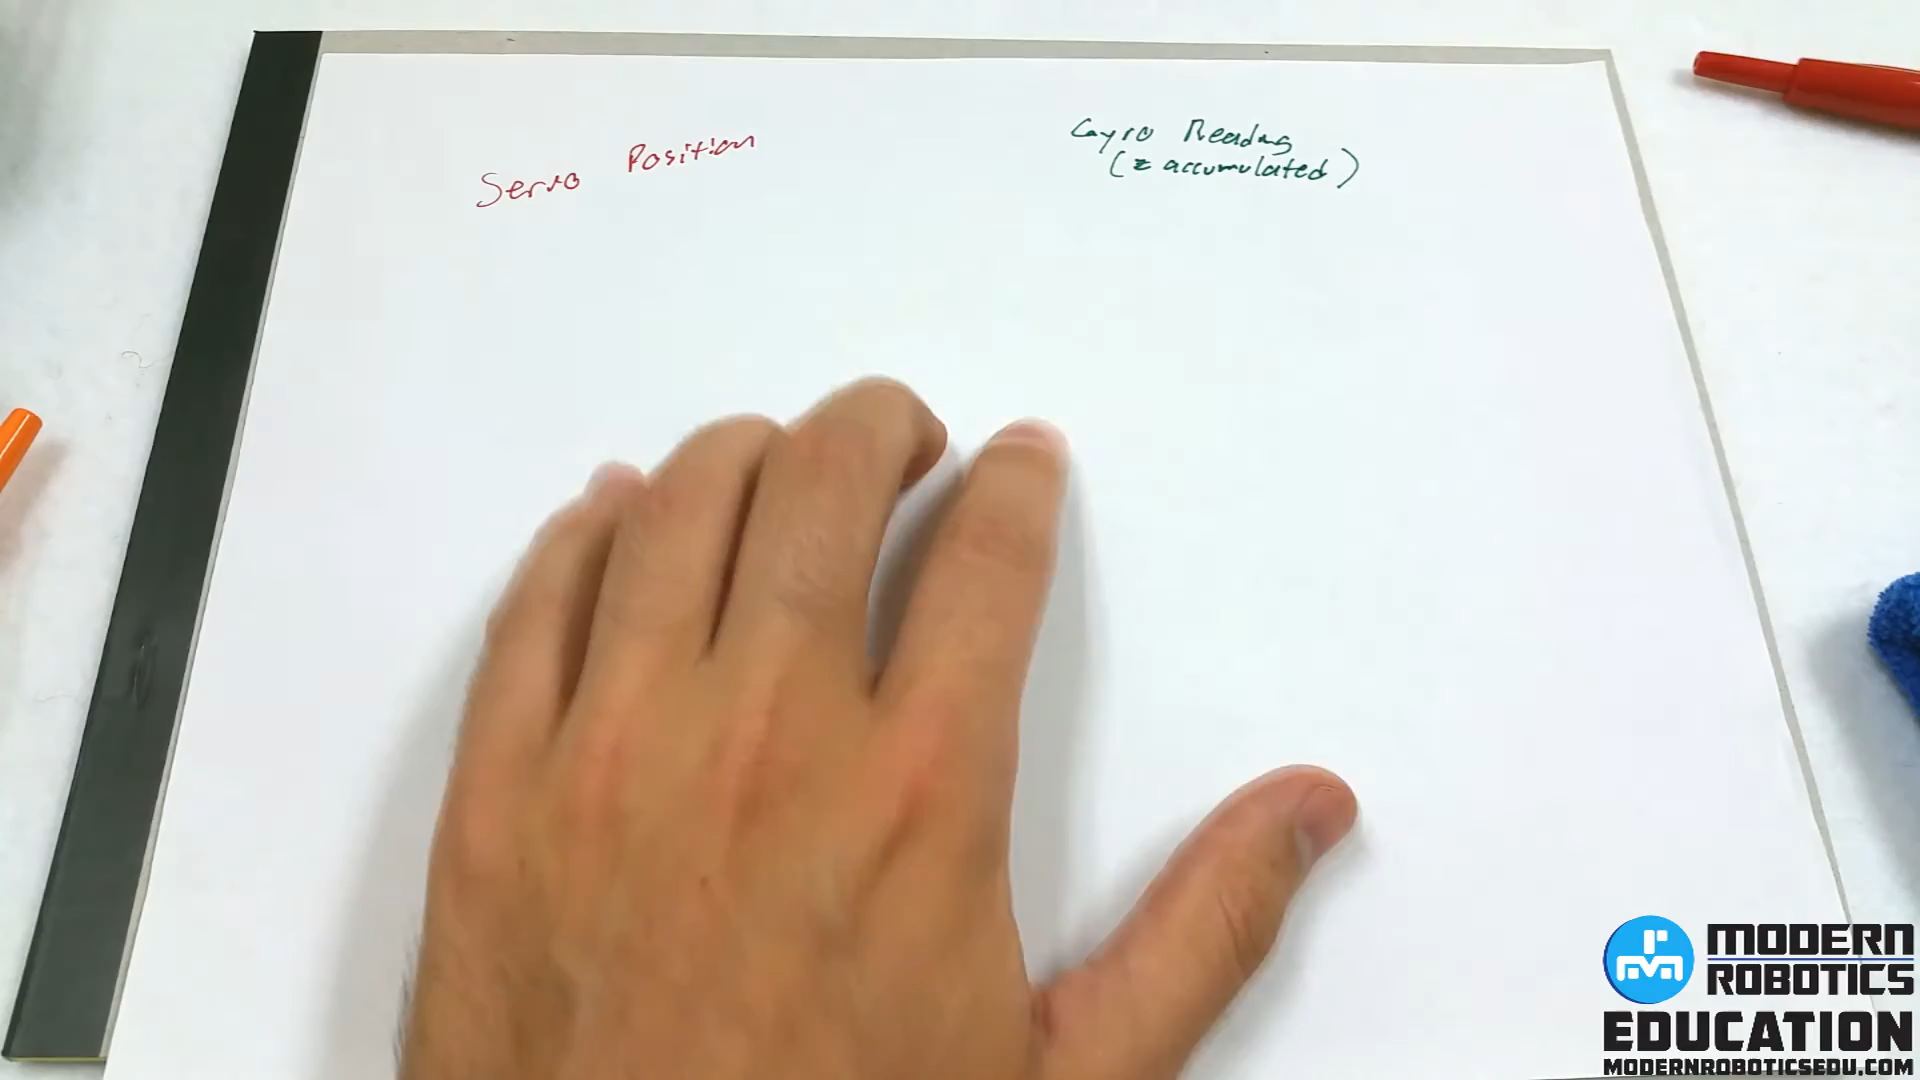 Servo Position
Gyro Reading
(z accumulated)
MODERN
ROBOTICS
EDUCATION
MODERNROBOTICSEDU.COM